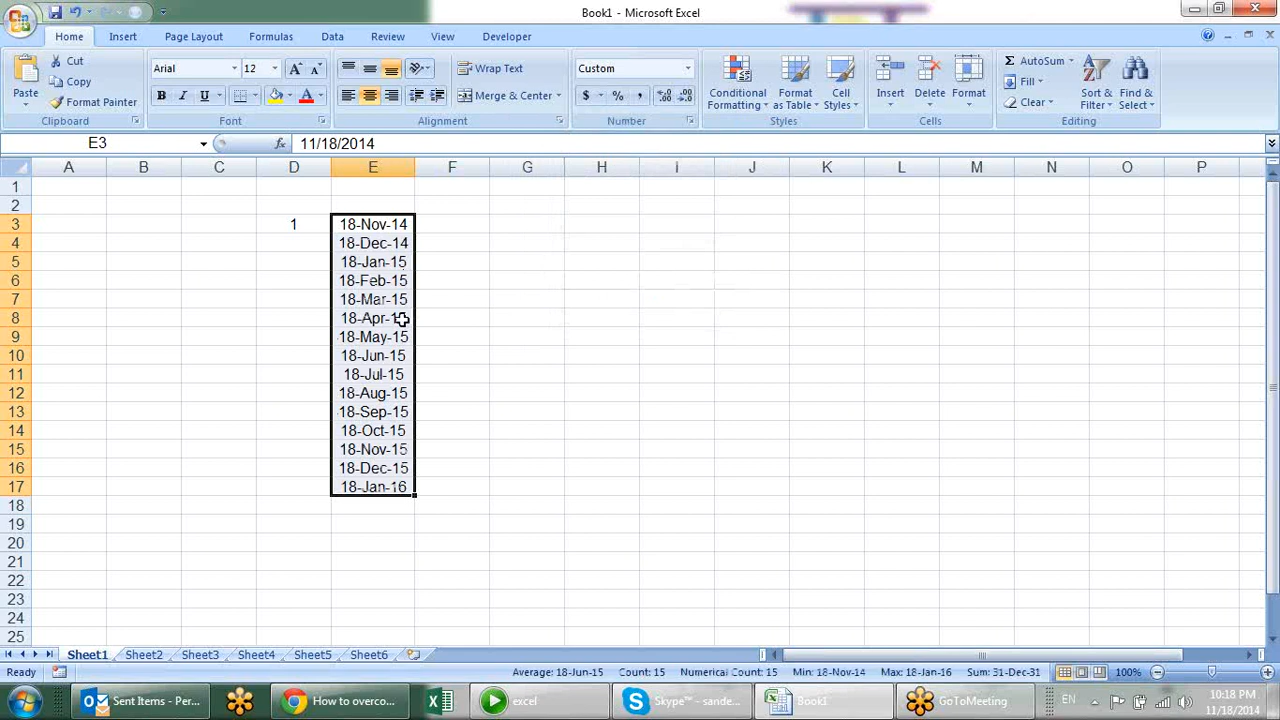 Book1 - Microsoft Excel
Home Insert Page Layout Formulas Data Review View Developer
Paste
Cut
Copy
Format Painter
Clipboard
Arial 12
B I U
Font
Wrap Text
Merge & Center
Alignment
Custom
$ % ,
Number
Conditional Formatting
Format as Table
Cell Styles
Styles
Insert Delete Format
Cells
Σ AutoSum
Fill
Clear
Sort & Filter
Find & Select
Editing
E3 fx 11/18/2014
A B C D E F G H I J K L M N O P
1
2
3 1 18-Nov-14
4 18-Dec-14
5 18-Jan-15
6 18-Feb-15
7 18-Mar-15
8 18-Apr-
9 18-May-15
10 18-Jun-15
11 18-Jul-15
12 18-Aug-15
13 18-Sep-15
14 18-Oct-15
15 18-Nov-15
16 18-Dec-15
17 18-Jan-16
18
19
20
21
22
23
24
25
Sheet1 Sheet2 Sheet3 Sheet4 Sheet5 Sheet6
Ready Average: 18-Jun-15 Count: 15 Numerical Count: 15 Min: 18-Nov-14 Max: 18-Jan-16 Sum: 31-Dec-31 100%
Sent Items - Per... How to overco... excel Skype™ - sande... Book1 GoToMeeting EN 10:18 PM
11/18/2014